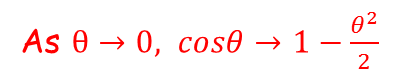 As θ → 0, cosθ → 1 − θ²/2